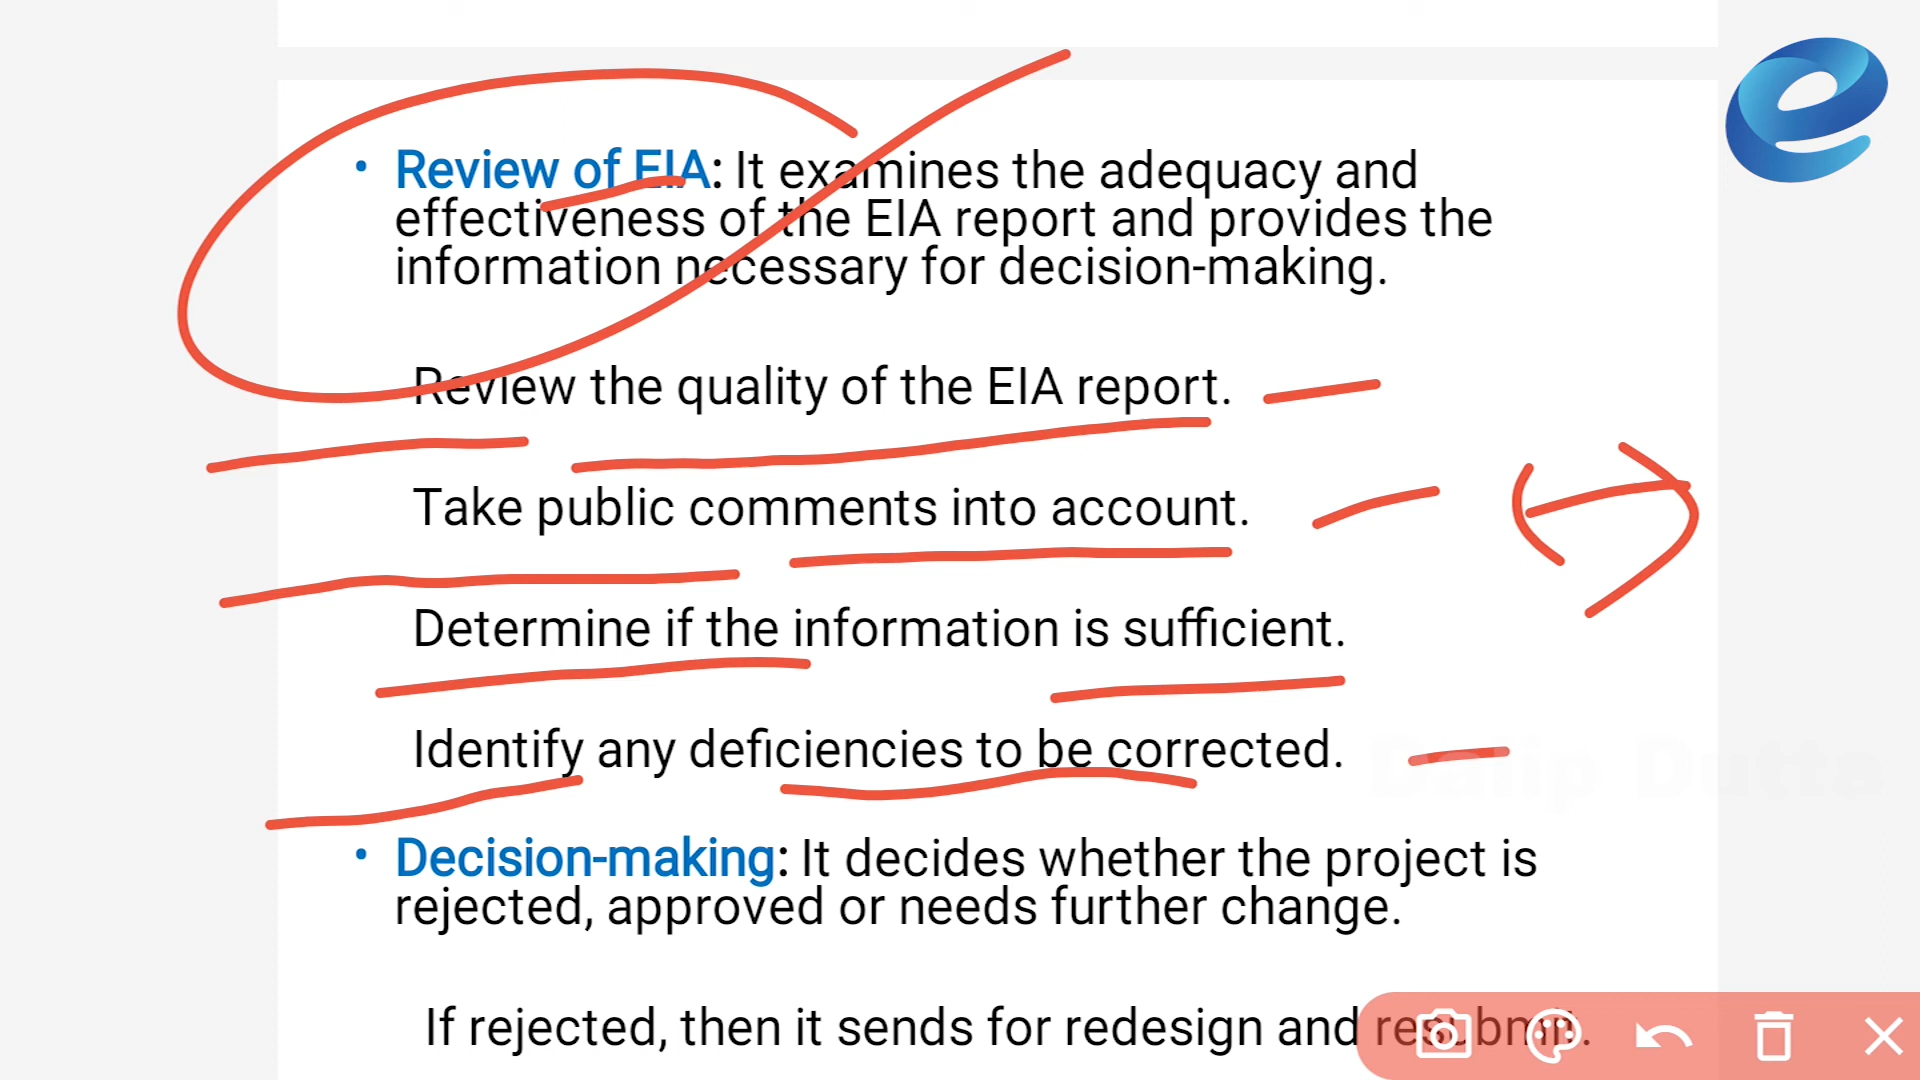 • Review of EIA: It examines the adequacy and
effectiveness of the EIA report and provides the
information necessary for decision-making.
Review the quality of the EIA report.
Take public comments into account.
Determine if the information is sufficient.
Identify any deficiencies to be corrected.
Dalip Dutta
• Decision-making: It decides whether the project is
rejected, approved or needs further change.
If rejected, then it sends for redesign and resubmit.